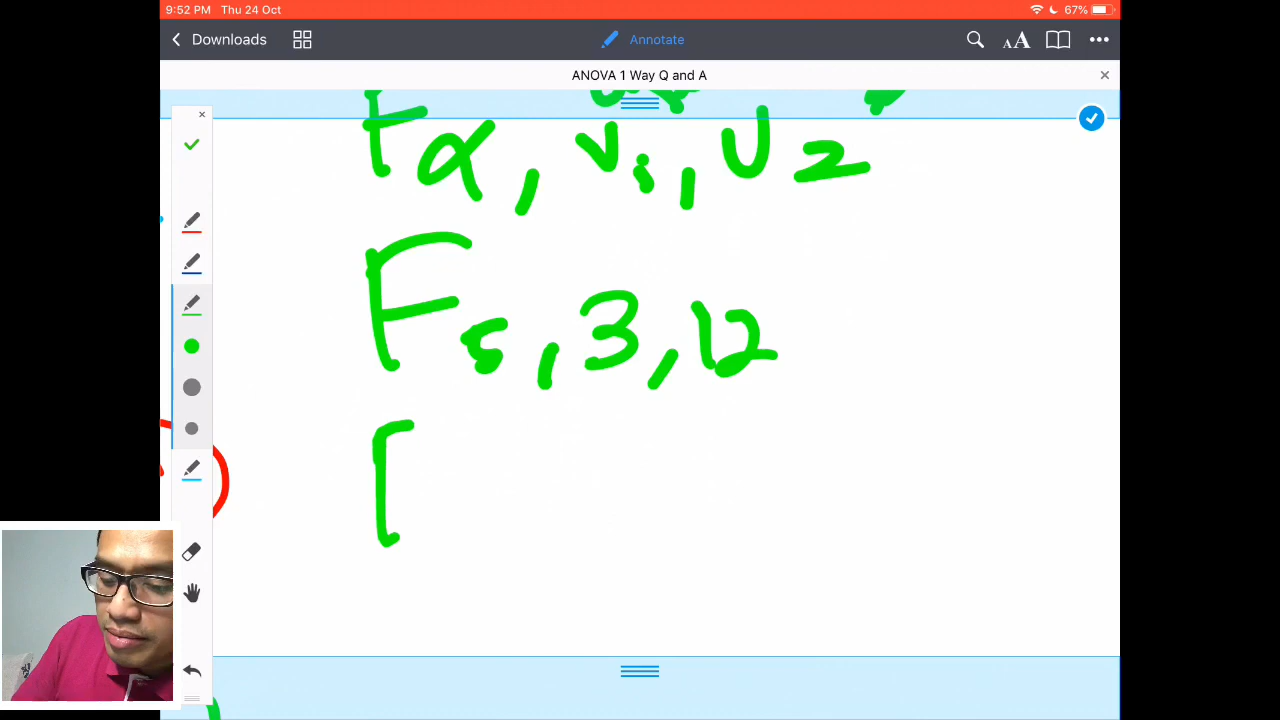 9:52 PM Thu 24 Oct 67%
Downloads Annotate AA
ANOVA 1 Way Q and A
Fα, v1, v2
F5, 3, 12
[